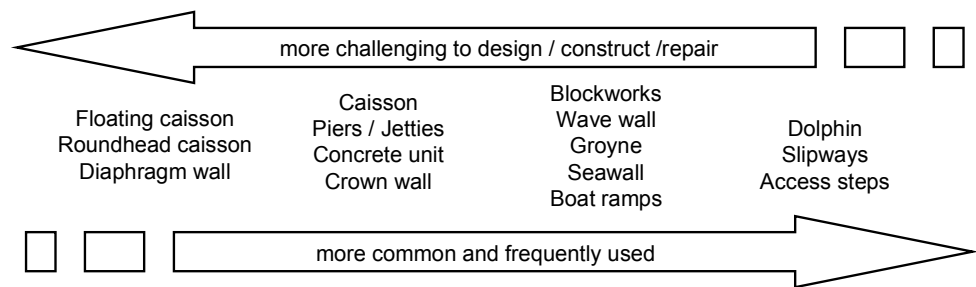 more challenging to design / construct /repair
Floating caisson
Roundhead caisson
Diaphragm wall
Caisson
Piers / Jetties
Concrete unit
Crown wall
Blockworks
Wave wall
Groyne
Seawall
Boat ramps
Dolphin
Slipways
Access steps
more common and frequently used